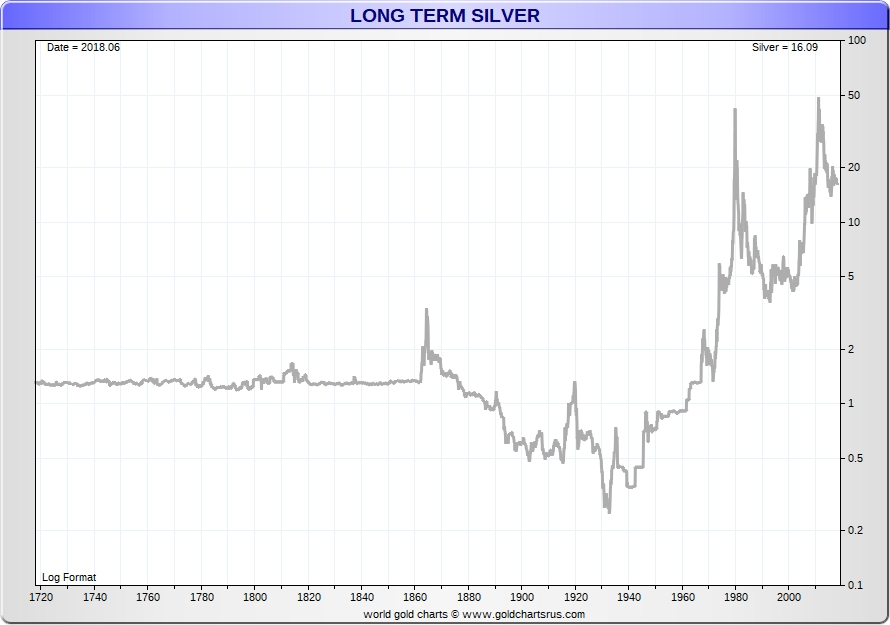 LONG TERM SILVER
Date = 2018.06
Silver = 16.09
100
50
20
10
5
2
1
0.5
0.2
0.1
Log Format
1720 1740 1760 1780 1800 1820 1840 1860 1880 1900 1920 1940 1960 1980 2000
world gold charts © www.goldchartsrus.com